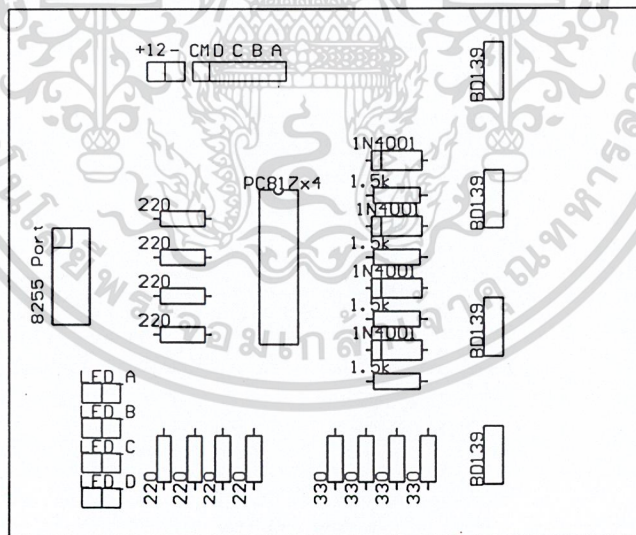 +12- CMD C B A
BD139
1N4001
PC817x4
1.5k
BD139
220
1N4001
8255 Port
220
1.5k
1N4001
220
1.5k
BD139
220
1N4001
1.5k
LED A
LED B
LED C
LED D
220
220
220
220
330
330
330
330
BD139